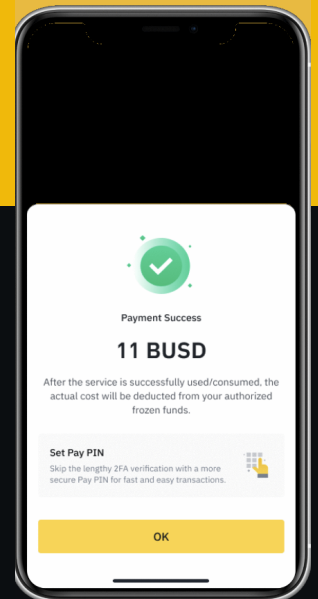 Payment Success
11 BUSD
After the service is successfully used/consumed, the
actual cost will be deducted from your authorized
frozen funds.
Set Pay PIN
Skip the lengthy 2FA verification with a more
secure Pay PIN for fast and easy transactions.
OK